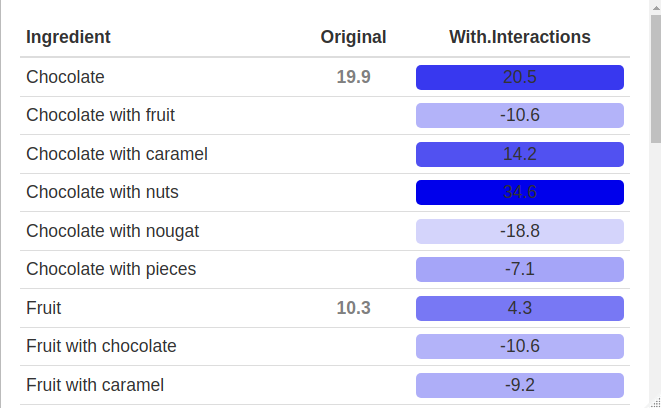 Ingredient Original With.Interactions
Chocolate 19.9 20.5
Chocolate with fruit -10.6
Chocolate with caramel 14.2
Chocolate with nuts 34.6
Chocolate with nougat -18.8
Chocolate with pieces -7.1
Fruit 10.3 4.3
Fruit with chocolate -10.6
Fruit with caramel -9.2